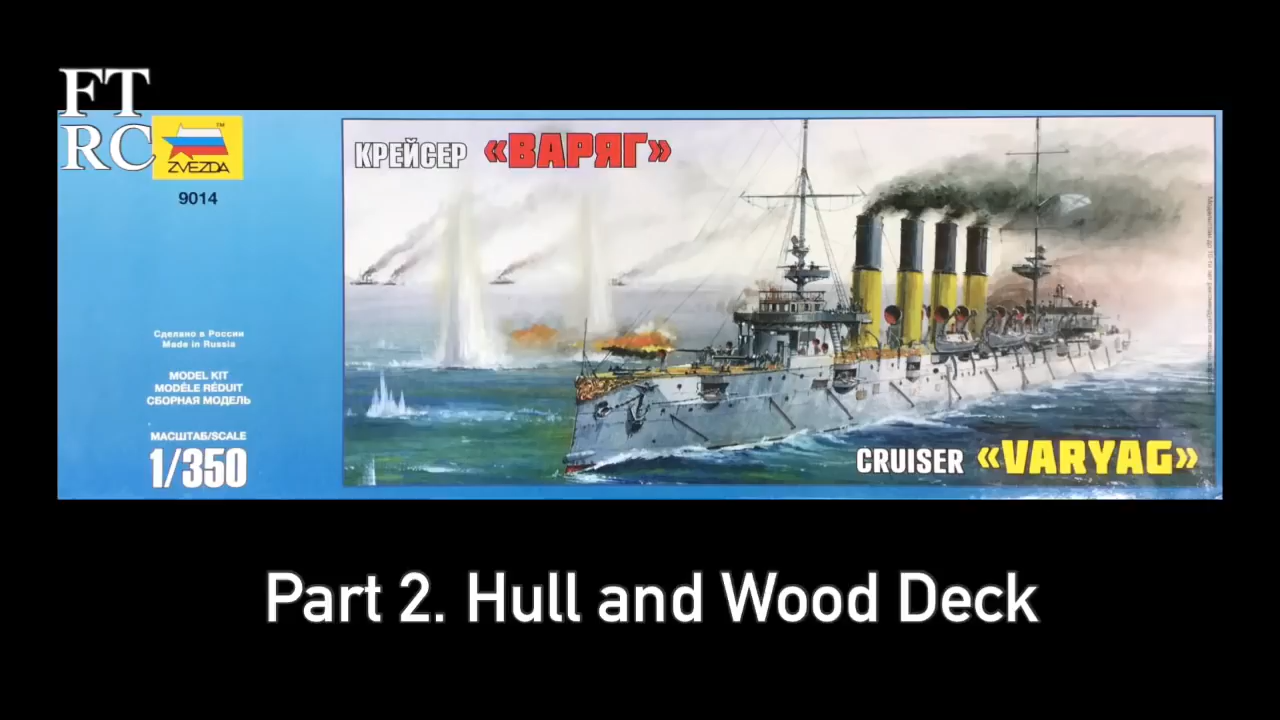 FT
RC
ZVEZDA
™
9014
КРЕЙСЕР «ВАРЯГ»
Сделано в России
Made in Russia
MODEL KIT
MODÈLE RÉDUIT
СБОРНАЯ МОДЕЛЬ
МАСШТАБ/SCALE
1/350
CRUISER «VARYAG»
Part 2. Hull and Wood Deck